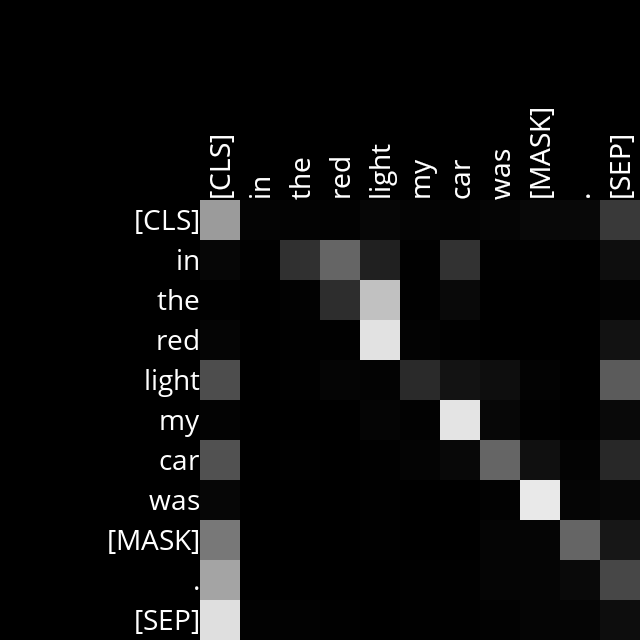 [CLS] in the red light my car was [MASK] . [SEP]
[CLS]
in
the
red
light
my
car
was
[MASK]
.
[SEP]